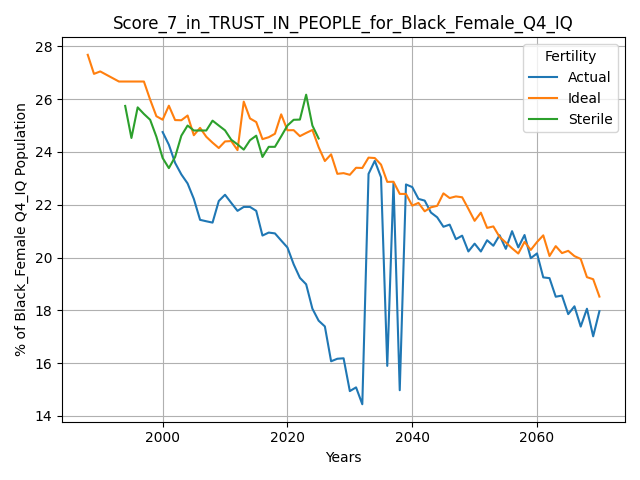 Score_7_in_TRUST_IN_PEOPLE_for_Black_Female_Q4_IQ
28
26
24
22
20
18
16
14
% of Black_Female Q4_IQ Population
Fertility
Actual
Ideal
Sterile
2000
2020
2040
2060
Years